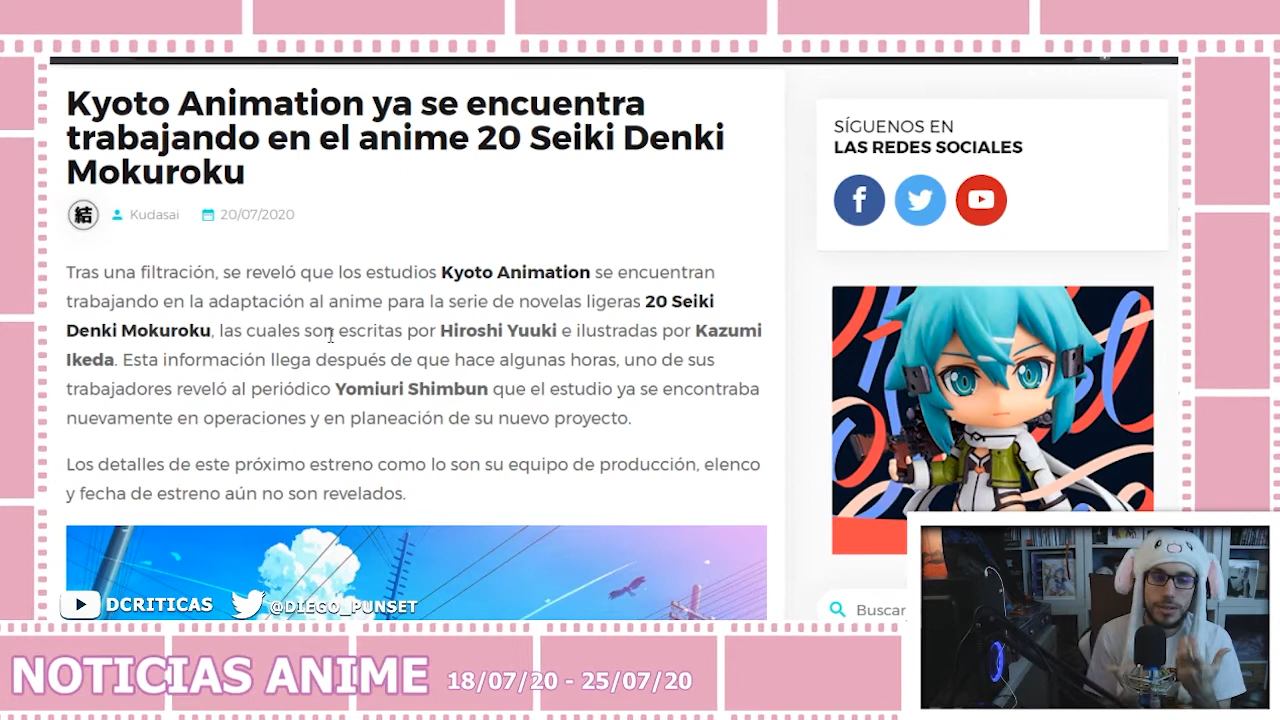 Kyoto Animation ya se encuentra
trabajando en el anime 20 Seiki Denki
Mokuroku
結 Kudasai 20/07/2020
Tras una filtración, se reveló que los estudios Kyoto Animation se encuentran
trabajando en la adaptación al anime para la serie de novelas ligeras 20 Seiki
Denki Mokuroku, las cuales son escritas por Hiroshi Yuuki e ilustradas por Kazumi
Ikeda. Esta información llega después de que hace algunas horas, uno de sus
trabajadores reveló al periódico Yomiuri Shimbun que el estudio ya se encontraba
nuevamente en operaciones y en planeación de su nuevo proyecto.
Los detalles de este próximo estreno como lo son su equipo de producción, elenco
y fecha de estreno aún no son revelados.
SÍGUENOS EN
LAS REDES SOCIALES
Buscar
DCRITICAS @DIEGO_PUNSET
NOTICIAS ANIME 18/07/20 - 25/07/20